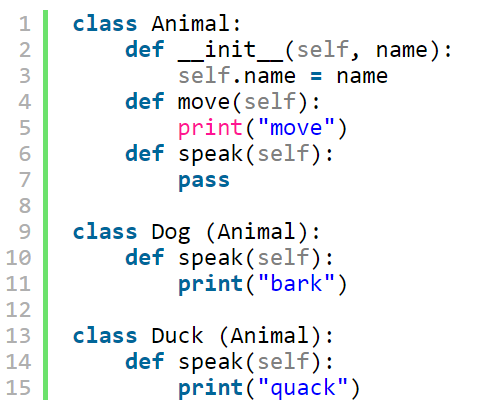 1 class Animal:
2     def __init__(self, name):
3         self.name = name
4     def move(self):
5         print("move")
6     def speak(self):
7         pass
8
9 class Dog (Animal):
10     def speak(self):
11         print("bark")
12
13 class Duck (Animal):
14     def speak(self):
15         print("quack")